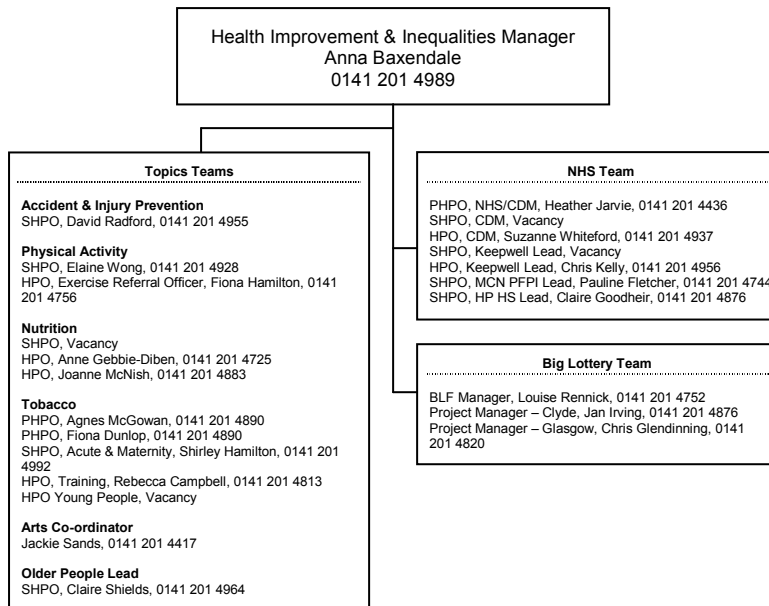 Health Improvement & Inequalities Manager
Anna Baxendale
0141 201 4989
Topics Teams
Accident & Injury Prevention
SHPO, David Radford, 0141 201 4955
Physical Activity
SHPO, Elaine Wong, 0141 201 4928
HPO, Exercise Referral Officer, Fiona Hamilton, 0141
201 4756
Nutrition
SHPO, Vacancy
HPO, Anne Gebbie-Diben, 0141 201 4725
HPO, Joanne McNish, 0141 201 4883
Tobacco
PHPO, Agnes McGowan, 0141 201 4890
PHPO, Fiona Dunlop, 0141 201 4890
SHPO, Acute & Maternity, Shirley Hamilton, 0141 201
4992
HPO, Training, Rebecca Campbell, 0141 201 4813
HPO Young People, Vacancy
Arts Co-ordinator
Jackie Sands, 0141 201 4417
Older People Lead
SHPO, Claire Shields, 0141 201 4964
NHS Team
PHPO, NHS/CDM, Heather Jarvie, 0141 201 4436
SHPO, CDM, Vacancy
HPO, CDM, Suzanne Whiteford, 0141 201 4937
SHPO, Keepwell Lead, Vacancy
HPO, Keepwell Lead, Chris Kelly, 0141 201 4956
SHPO, MCN PFPI Lead, Pauline Fletcher, 0141 201 4744
SHPO, HP HS Lead, Claire Goodheir, 0141 201 4876
Big Lottery Team
BLF Manager, Louise Rennick, 0141 201 4752
Project Manager – Clyde, Jan Irving, 0141 201 4876
Project Manager – Glasgow, Chris Glendinning, 0141
201 4820